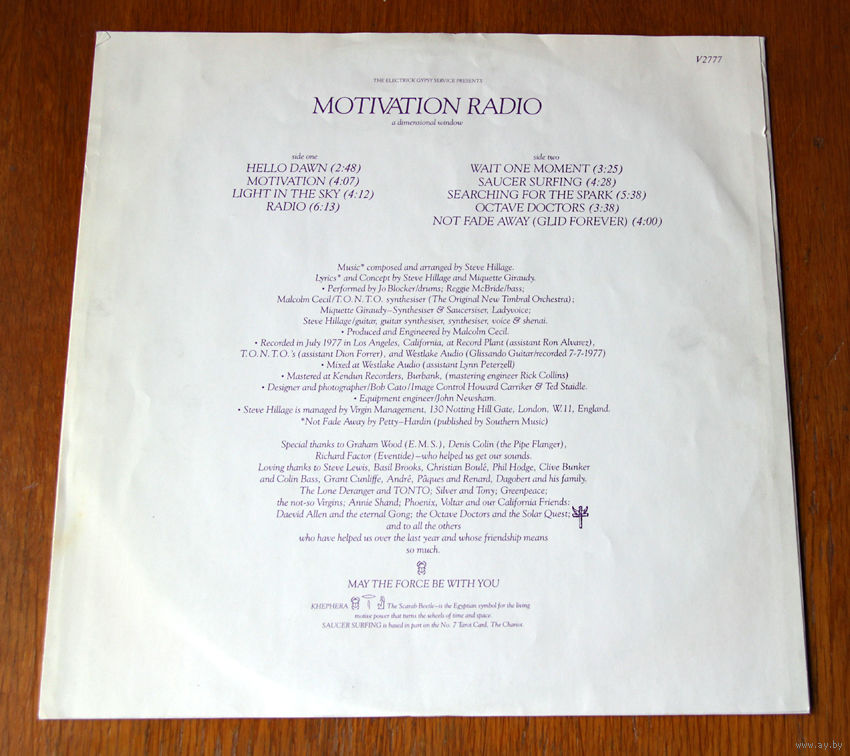 V2777
THE ELECTRICK GYPSY SERVICE PRESENTS
MOTIVATION RADIO
a dimensional window
side one
HELLO DAWN (2:48)
MOTIVATION (4:07)
LIGHT IN THE SKY (4:12)
RADIO (6:13)
side two
WAIT ONE MOMENT (3:25)
SAUCER SURFING (4:28)
SEARCHING FOR THE SPARK (5:38)
OCTAVE DOCTORS (3:38)
NOT FADE AWAY (GLID FOREVER) (4:00)
Music* composed and arranged by Steve Hillage.
Lyrics* and Concept by Steve Hillage and Miquette Giraudy.
• Performed by Jo Blocker/drums; Reggie McBride/bass;
Malcolm Cecil/T.O.N.T.O. synthesiser (The Original New Timbral Orchestra);
Miquette Giraudy–Synthesiser & Saucersiser, Ladyvoice;
Steve Hillage/guitar, guitar synthesiser, synthesiser, voice & shenai.
• Produced and Engineered by Malcolm Cecil.
• Recorded in July 1977 in Los Angeles, California, at Record Plant (assistant Ron Alvarez),
T.O.N.T.O.'s (assistant Dion Forrer), and Westlake Audio (Glissando Guitar/recorded 7-7-1977)
• Mixed at Westlake Audio (assistant Lynn Peterzell)
• Mastered at Kendun Recorders, Burbank, (mastering engineer Rick Collins)
• Designer and photographer/Bob Cato/Image Control Howard Carriker & Ted Staidle.
• Equipment engineer/John Newsham.
• Steve Hillage is managed by Virgin Management, 130 Notting Hill Gate, London, W.11, England.
*Not Fade Away by Petty–Hardin (published by Southern Music)
Special thanks to Graham Wood (E.M.S.), Denis Colin (the Pipe Flanger),
Richard Factor (Eventide)–who helped us get our sounds.
Loving thanks to Steve Lewis, Basil Brooks, Christian Boulé, Phil Hodge, Clive Bunker
and Colin Bass, Grant Cunliffe, André, Pâques and Renard, Dagobert and his family.
The Lone Deranger and TONTO; Silver and Tony; Greenpeace;
the not-so Virgins; Annie Shand; Phoenix, Voltar and our California Friends:
Daevid Allen and the eternal Gong; the Octave Doctors and the Solar Quest;
and to all the others
who have helped us over the last year and whose friendship means
so much.
MAY THE FORCE BE WITH YOU
KHEPHERA The Scarab Beetle–is the Egyptian symbol for the living
motive power that turns the wheels of time and space.
SAUCER SURFING is based in part on the No. 7 Tarot Card, The Chariot.
www.ay.by